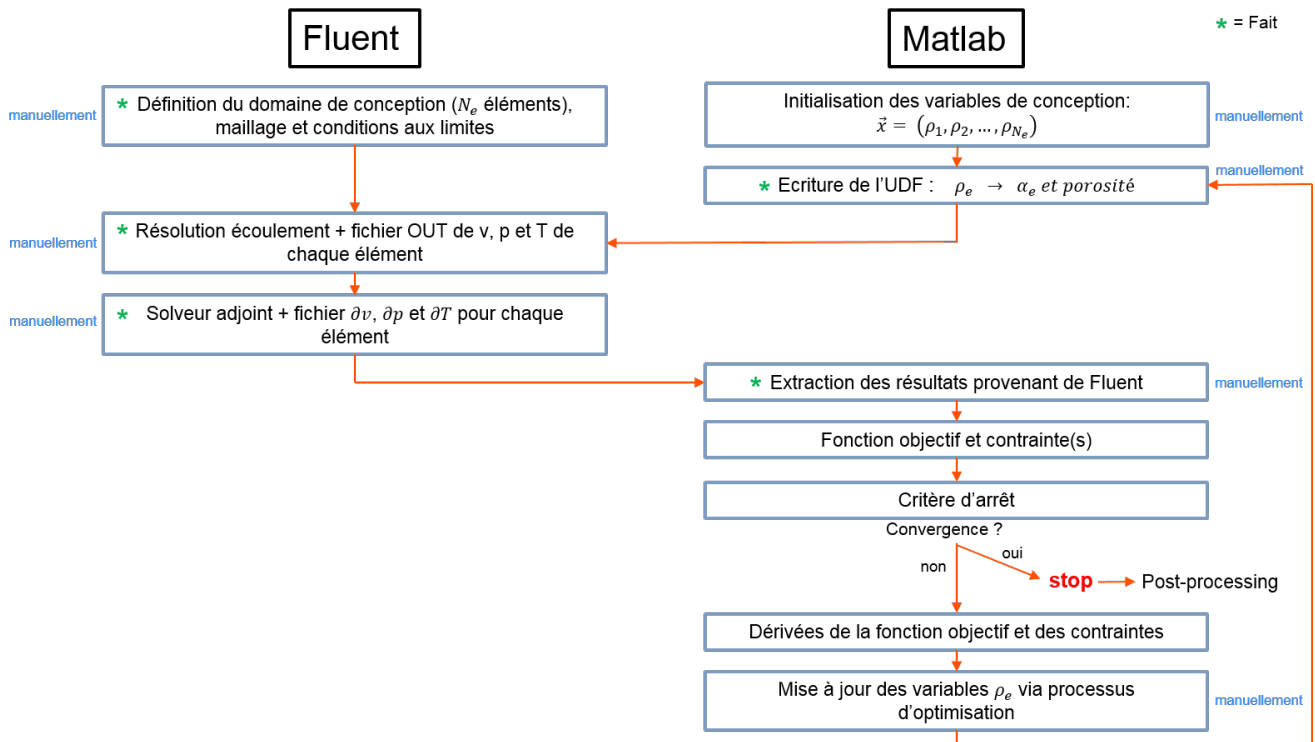 Fluent
Matlab
* = Fait
manuellement
* Définition du domaine de conception (𝑁𝑒 éléments),
maillage et conditions aux limites
Initialisation des variables de conception:
x⃗ = (ρ₁, ρ₂, ... , ρ_{N_e})
manuellement
manuellement
* Ecriture de l’UDF : ρₑ → αₑ et porosité
manuellement
* Résolution écoulement + fichier OUT de v, p et T de
chaque élément
manuellement
* Solveur adjoint + fichier ∂v, ∂p et ∂T pour chaque
élément
* Extraction des résultats provenant de Fluent
manuellement
Fonction objectif et contrainte(s)
Critère d’arrêt
Convergence ?
non
oui
stop
Post-processing
Dérivées de la fonction objectif et des contraintes
Mise à jour des variables ρₑ via processus
d’optimisation
manuellement